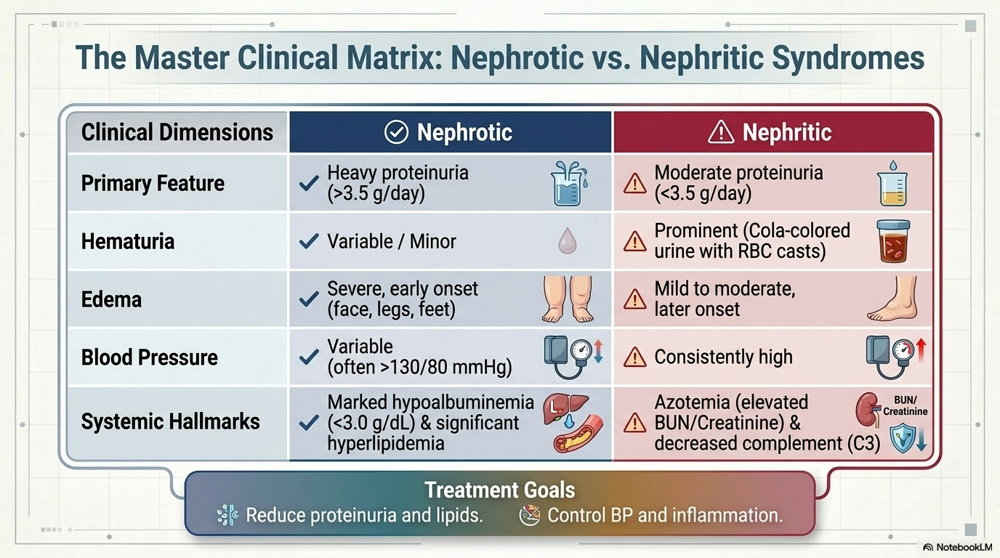 The Master Clinical Matrix: Nephrotic vs. Nephritic Syndromes
Clinical Dimensions
Nephrotic
Nephritic
Primary Feature
Heavy proteinuria
(>3.5 g/day)
Moderate proteinuria
(<3.5 g/day)
Hematuria
Variable / Minor
Prominent (Cola-colored
urine with RBC casts)
Edema
Severe, early onset
(face, legs, feet)
Mild to moderate,
later onset
Blood Pressure
Variable
(often >130/80 mmHg)
Consistently high
Systemic Hallmarks
Marked hypoalbuminemia
(<3.0 g/dL) & significant
hyperlipidemia
L.
Azotemia (elevated
BUN/Creatinine) &
decreased complement (C3)
BUN/
Creatinine
Treatment Goals
Reduce proteinuria and lipids.
Control BP and inflammation.
NotebookLM